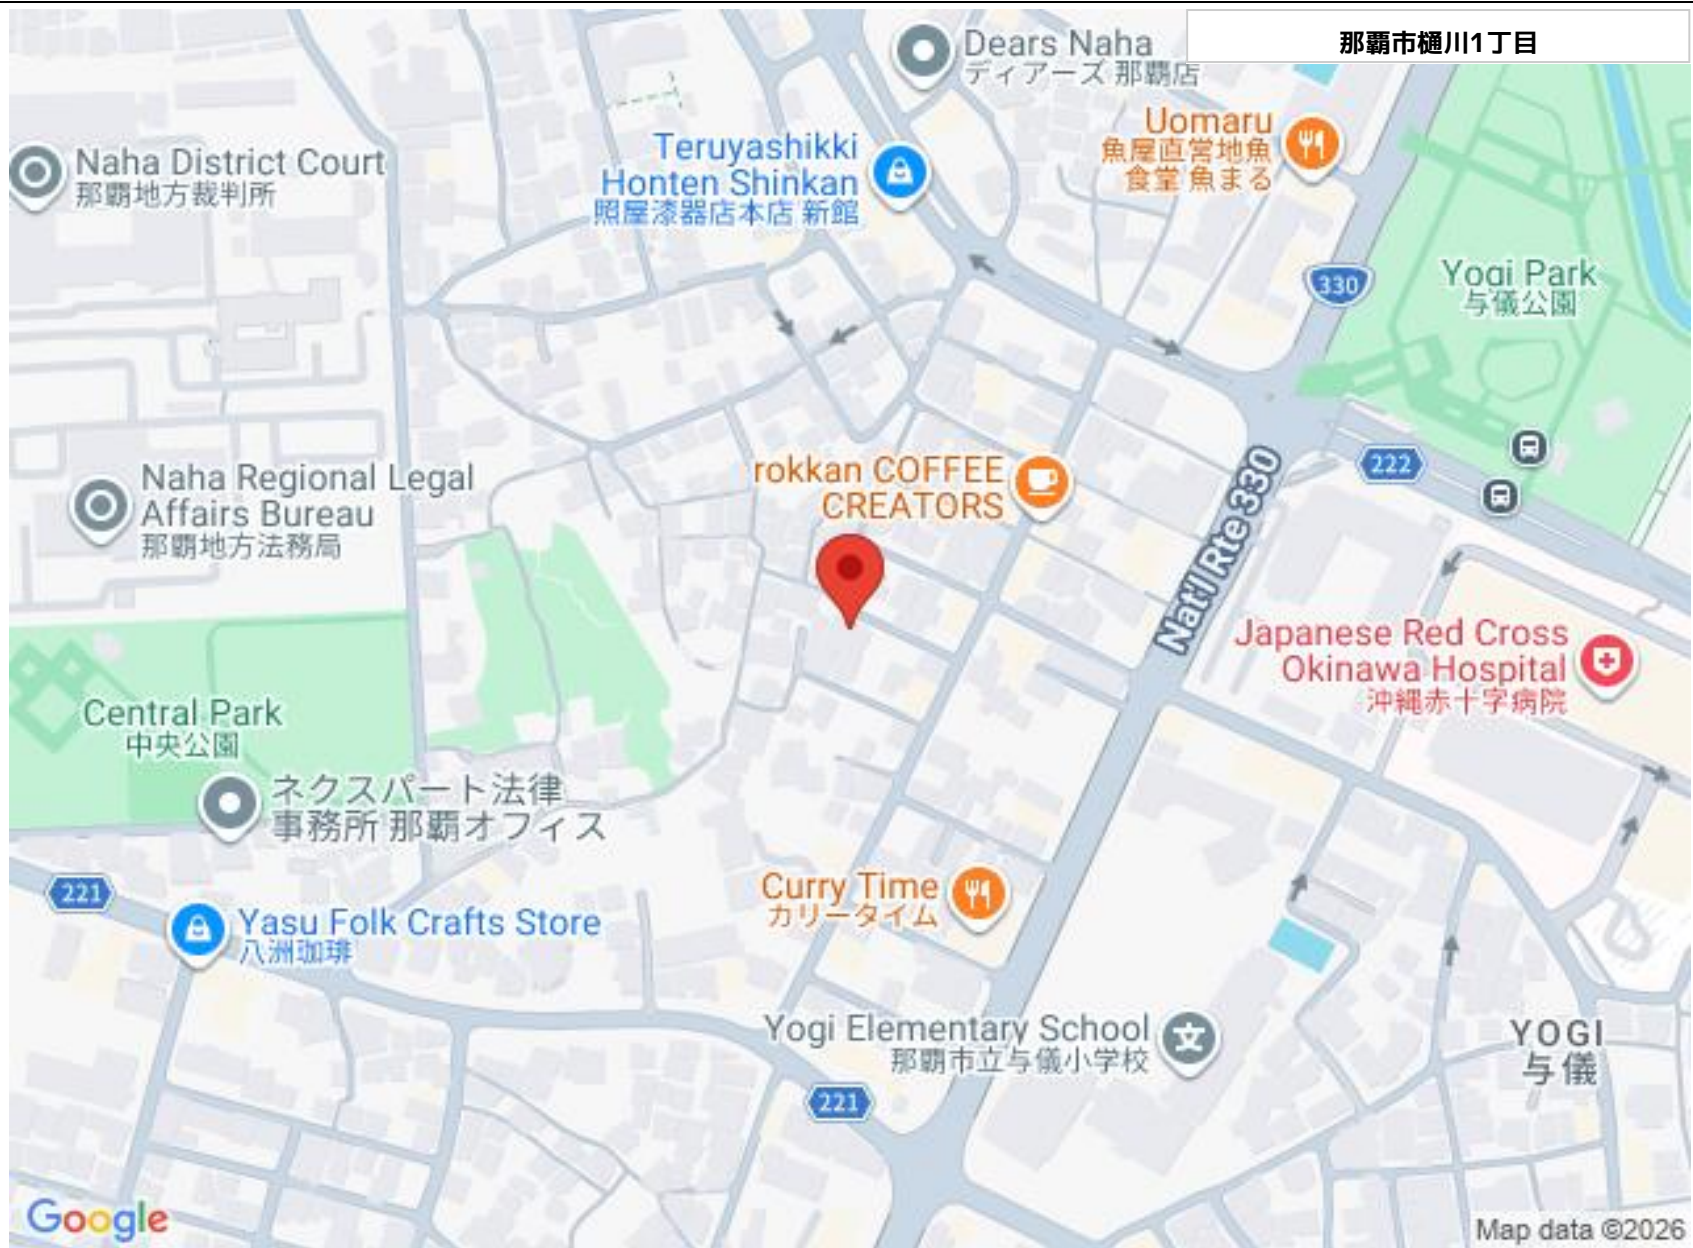 那覇市樋川1丁目
Dears Naha
ディアーズ 那覇店
Uomaru
魚屋直営地魚
食堂 魚まる
Naha District Court
那覇地方裁判所
Teruyashikki
Honten Shinkan
照屋漆器店本店 新館
330
Yogi Park
与儀公園
222
rokkan COFFEE
CREATORS
Naha Regional Legal
Affairs Bureau
那覇地方法務局
Nat'l Rte 330
Japanese Red Cross
Okinawa Hospital
沖縄赤十字病院
Central Park
中央公園
ネクスパート法律
事務所 那覇オフィス
221
Yasu Folk Crafts Store
八洲珈琲
Curry Time
カリータイム
Yogi Elementary School
那覇市立与儀小学校
文
YOGI
与儀
221
Google
Map data ©2026